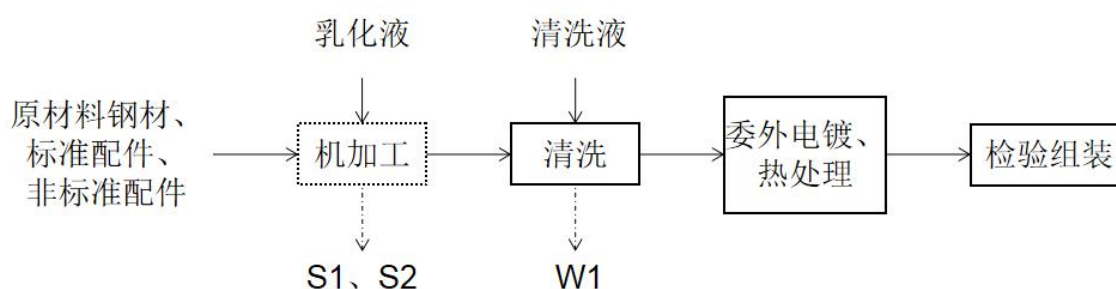 乳化液
清洗液
原材料钢材、
标准配件、
非标准配件
机加工
清洗
委外电镀、
热处理
检验组装
S1、S2
W1